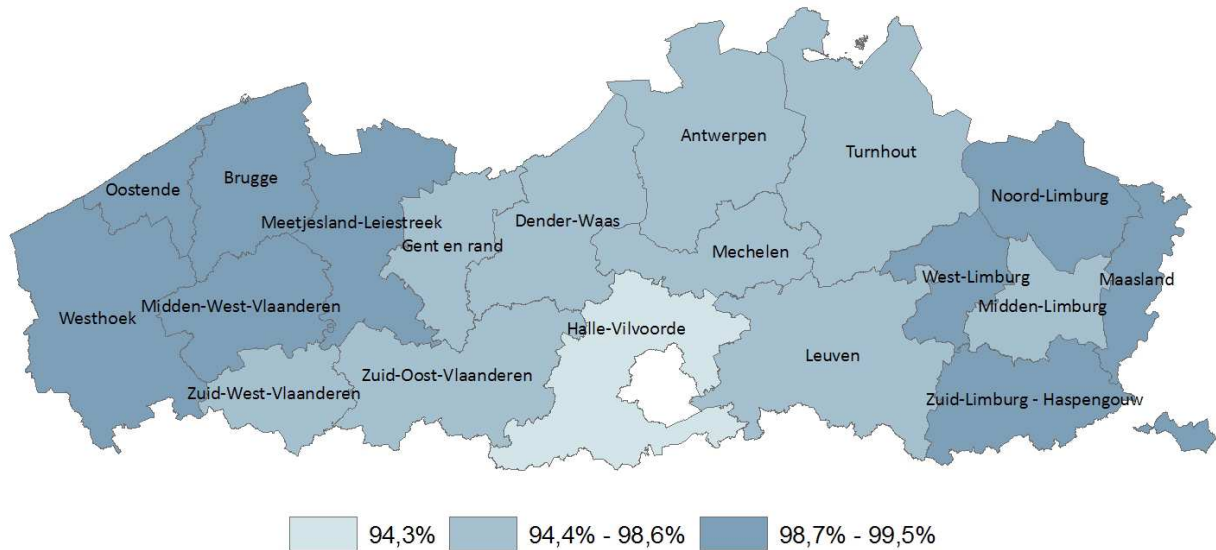 Antwerpen
Turnhout
Brugge
Oostende
Noord-Limburg
Meetjesland-Leiestreek
Dender-Waas
Gent en rand
Mechelen
West-Limburg
Maasland
Midden-West-Vlaanderen
Midden-Limburg
Westhoek
Halle-Vilvoorde
Leuven
Zuid-Oost-Vlaanderen
Zuid-West-Vlaanderen
Zuid-Limburg - Haspengouw
94,3% 94,4% - 98,6% 98,7% - 99,5%